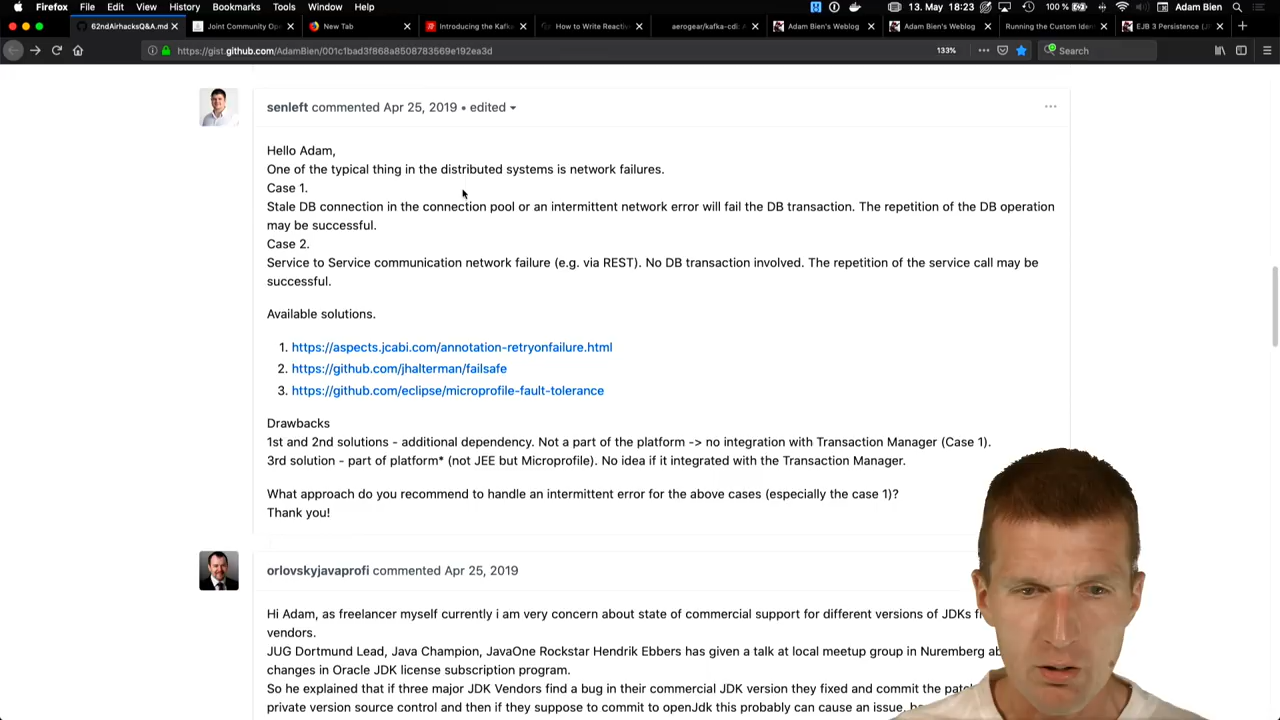 Firefox File Edit View History Bookmarks Tools Window Help
13. May 18:23 100 % Adam Bien
62ndAirhacksQ&A.md
Joint Community Op
New Tab
Introducing the Kafk
How to Write Reactiv
aerogear/kafka-cdi:
Adam Bien's Weblog
Adam Bien's Weblog
Running the Custom Ide
EJB 3 Persistence (
https://gist.github.com/AdamBien/001c1bad3f868a8508783569e192ea3d
133%
Search
senleft commented Apr 25, 2019 • edited
Hello Adam,
One of the typical thing in the distributed systems is network failures.
Case 1.
Stale DB connection in the connection pool or an intermittent network error will fail the DB transaction. The repetition of the DB operation
may be successful.
Case 2.
Service to Service communication network failure (e.g. via REST). No DB transaction involved. The repetition of the service call may be
successful.
Available solutions.
1. https://aspects.jcabi.com/annotation-retryonfailure.html
2. https://github.com/jhalterman/failsafe
3. https://github.com/eclipse/microprofile-fault-tolerance
Drawbacks
1st and 2nd solutions - additional dependency. Not a part of the platform -> no integration with Transaction Manager (Case 1).
3rd solution - part of platform* (not JEE but Microprofile). No idea if it integrated with the Transaction Manager.
What approach do you recommend to handle an intermittent error for the above cases (especially the case 1)?
Thank you!
orlovskyjavaprofi commented Apr 25, 2019
Hi Adam, as freelancer myself currently i am very concern about state of commercial support for different versions of JDKs
vendors.
JUG Dortmund Lead, Java Champion, JavaOne Rockstar Hendrik Ebbers has given a talk at local meetup group in Nuremberg
changes in Oracle JDK license subscription program.
So he explained that if three major JDK Vendors find a bug in their commercial JDK version they fixed and commit the
private version source control and then if they suppose to commit to openJdk this probably can cause an issue,